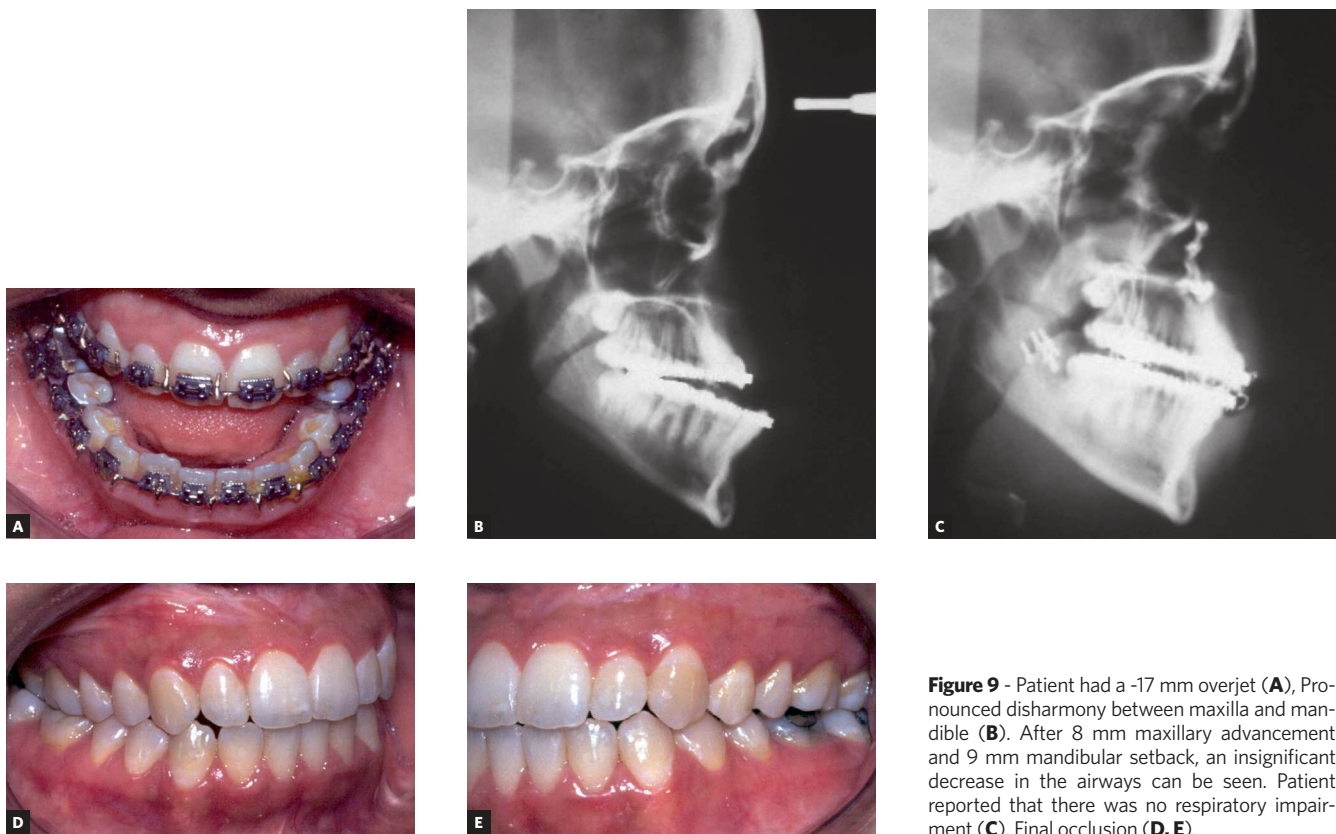 A
B
C
D
E
Figure 9 - Patient had a -17 mm overjet (A), Pro-
nounced disharmony between maxilla and man-
dible (B). After 8 mm maxillary advancement
and 9 mm mandibular setback, an insignificant
decrease in the airways can be seen. Patient
reported that there was no respiratory impair-
ment (C). Final occlusion (D, E).